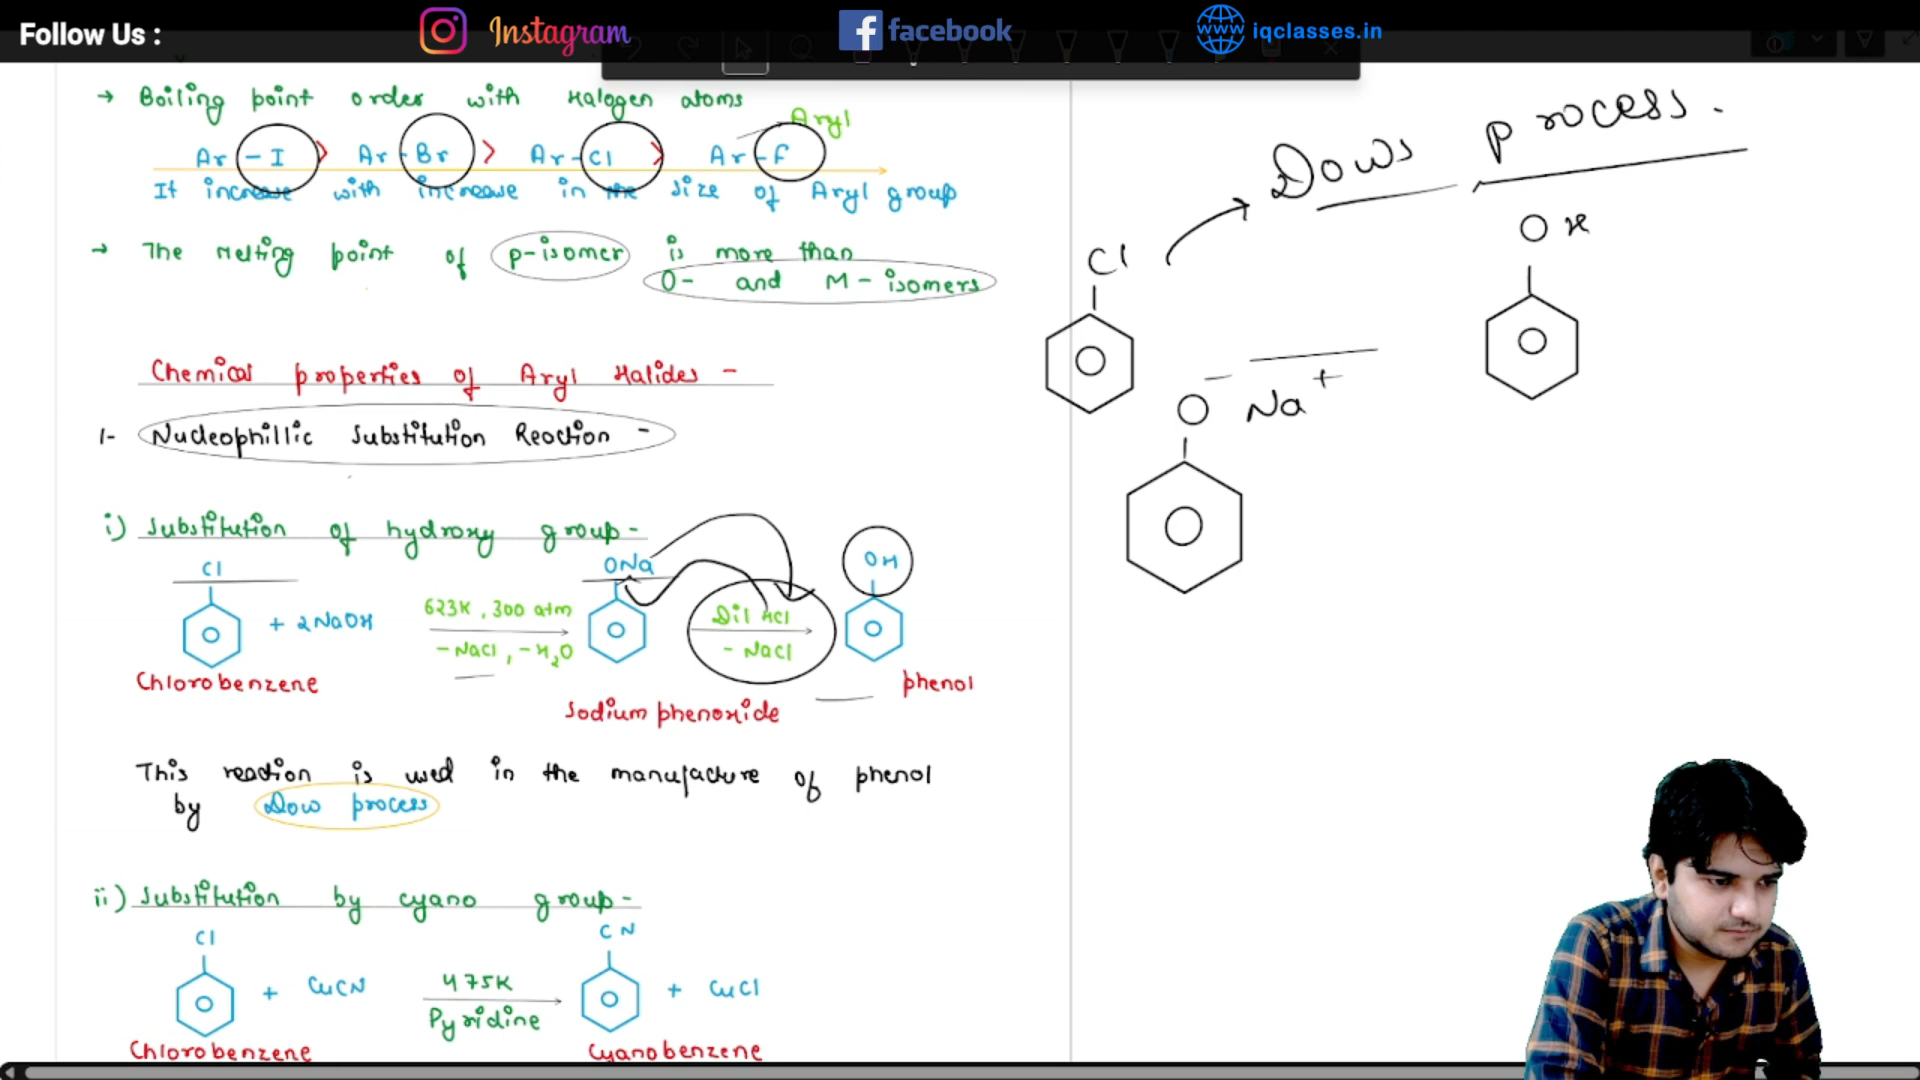 Follow Us :
Instagram
facebook
iqclasses.in
→ Boiling point order with Halogen atoms
Aryl
Ar - I > Ar - Br > Ar - Cl > Ar - F
It increase with increase in the size of Aryl group
→ The Melting point of p-isomer is more than
O- and M - isomers
Chemical properties of Aryl Halides -
1- Nucleophillic Substitution Reaction -
i) Substitution of hydroxy group -
Cl
ONa
OH
+ 2NaOH
623K, 300 atm
- NaCl, - H₂O
Dil HCl
- NaCl
Chlorobenzene
Sodium phenoxide
phenol
This reaction is used in the manufacture of phenol
by Dow process
ii) Substitution by cyano group -
Cl
CN
+ CuCN
475K
Pyridine
+ CuCl
Chlorobenzene
Cyanobenzene
Dows process.
Cl
OH
O⁻ Na⁺